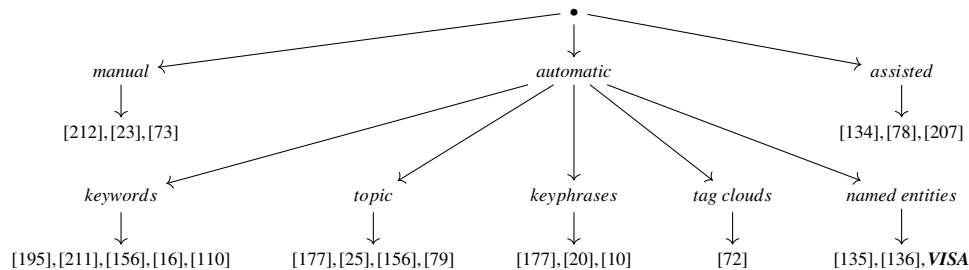 manual automatic assisted
[212], [23], [73] [134], [78], [207]
keywords topic keyphrases tag clouds named entities
[195], [211], [156], [16], [110] [177], [25], [156], [79] [177], [20], [10] [72] [135], [136], VISA